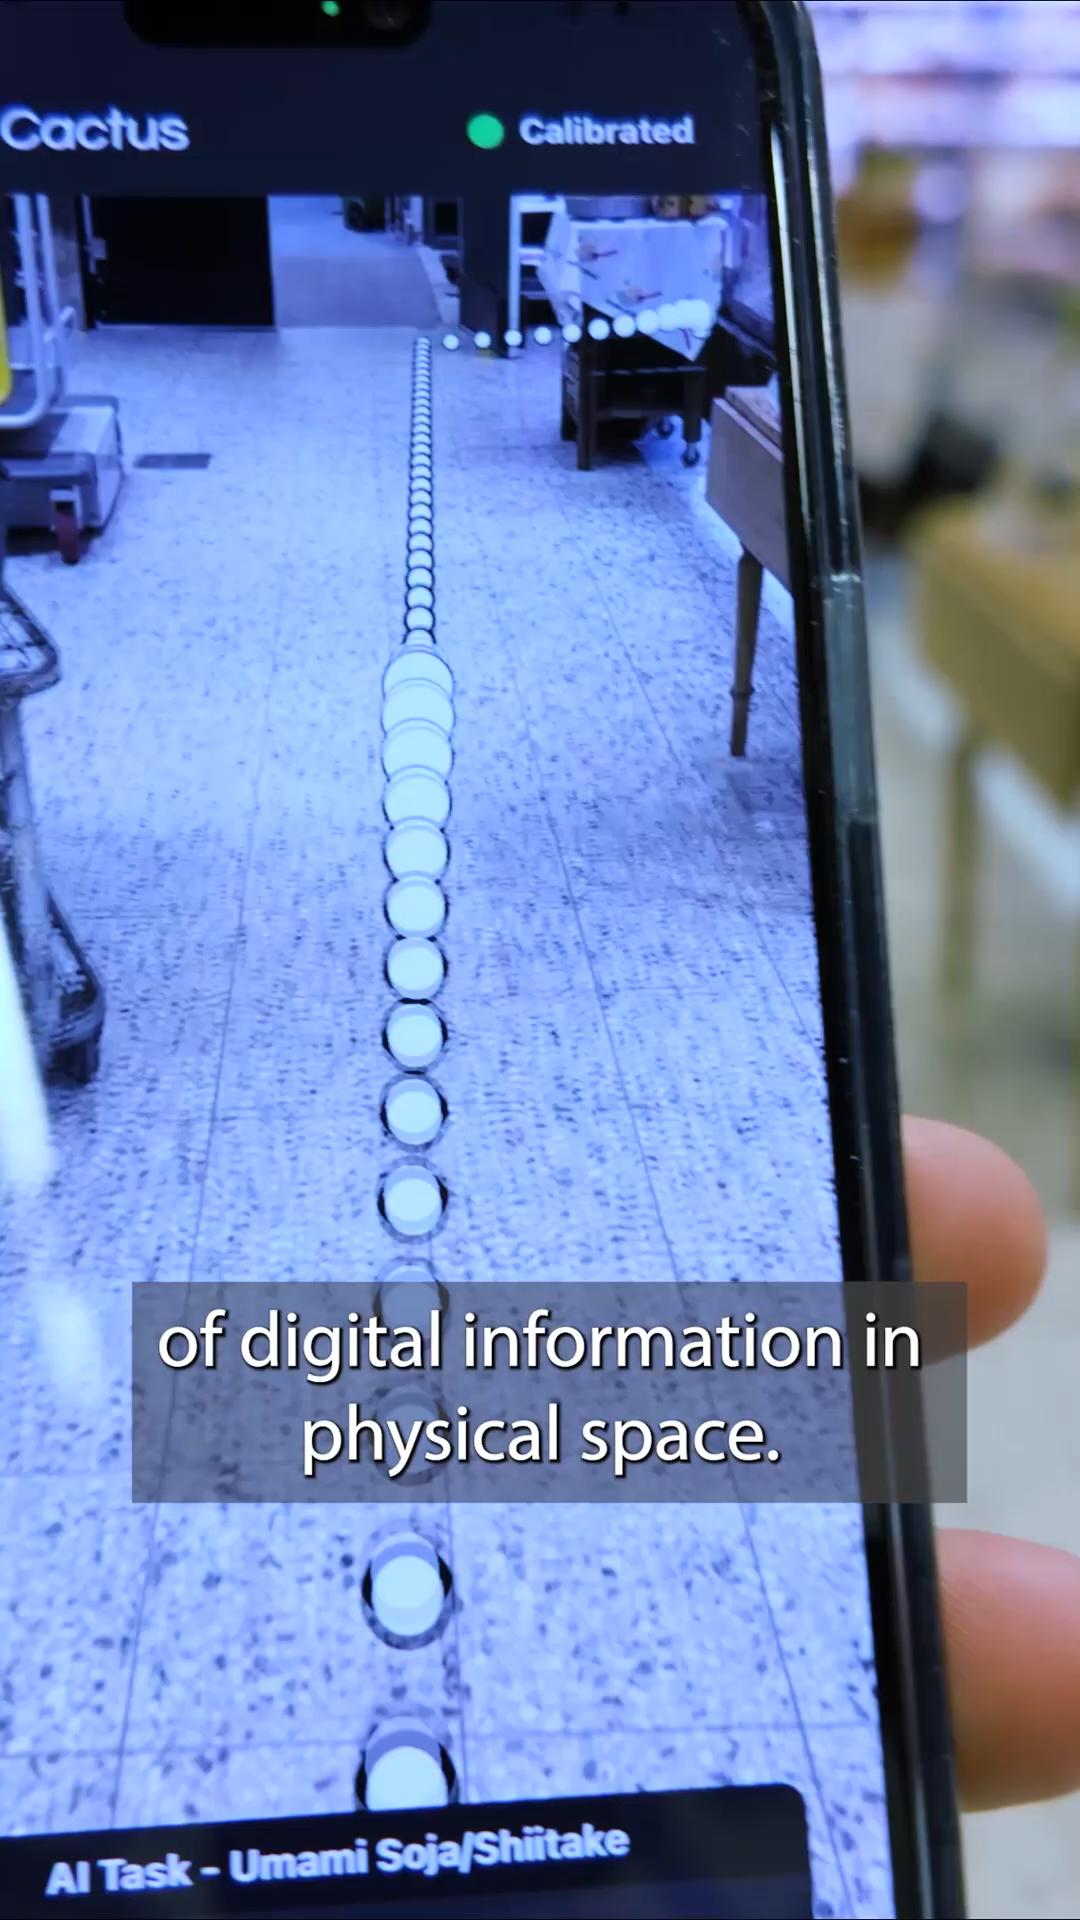 Cactus
Calibrated
of digital information in
physical space.
AI Task - Umami Soja/Shiitake